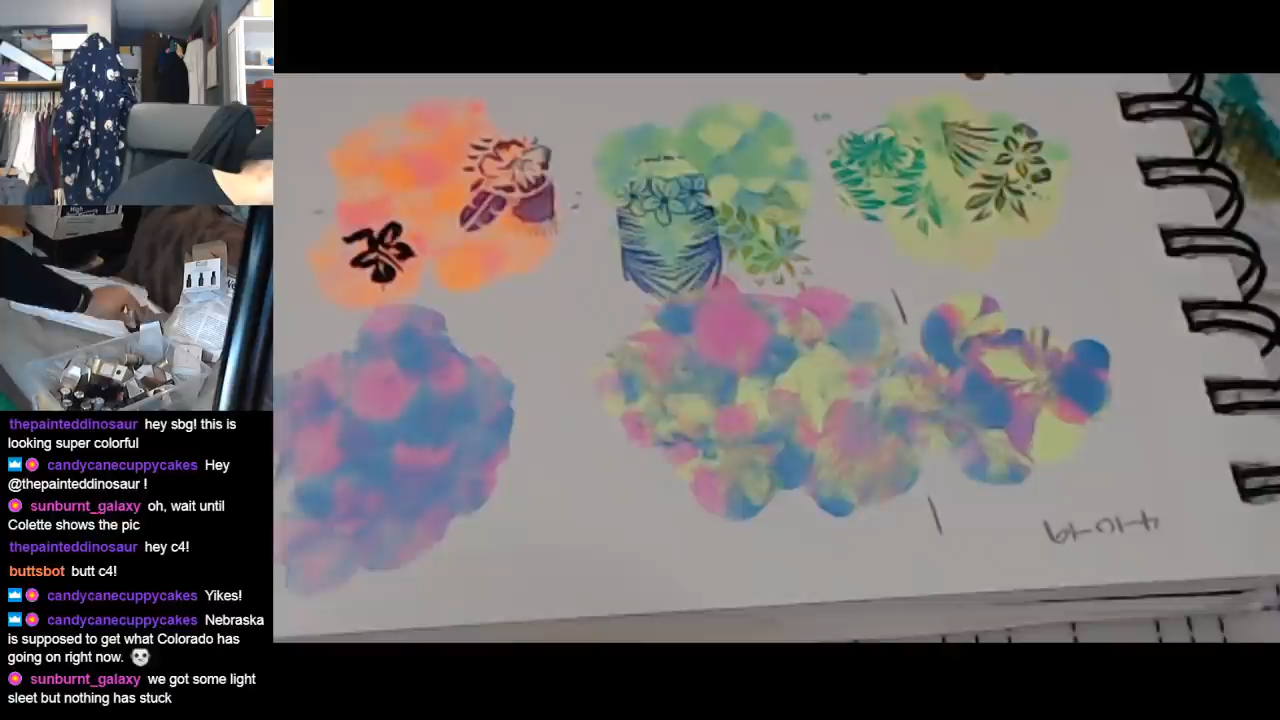 thepainteddinosaur hey sbg! this is
looking super colorful
candycanecuppycakes Hey
@thepainteddinosaur !
sunburnt_galaxy oh, wait until
Colette shows the pic
thepainteddinosaur hey c4!
buttsbot butt c4!
candycanecuppycakes Yikes!
candycanecuppycakes Nebraska
is supposed to get what Colorado has
going on right now.
sunburnt_galaxy we got some light
sleet but nothing has stuck